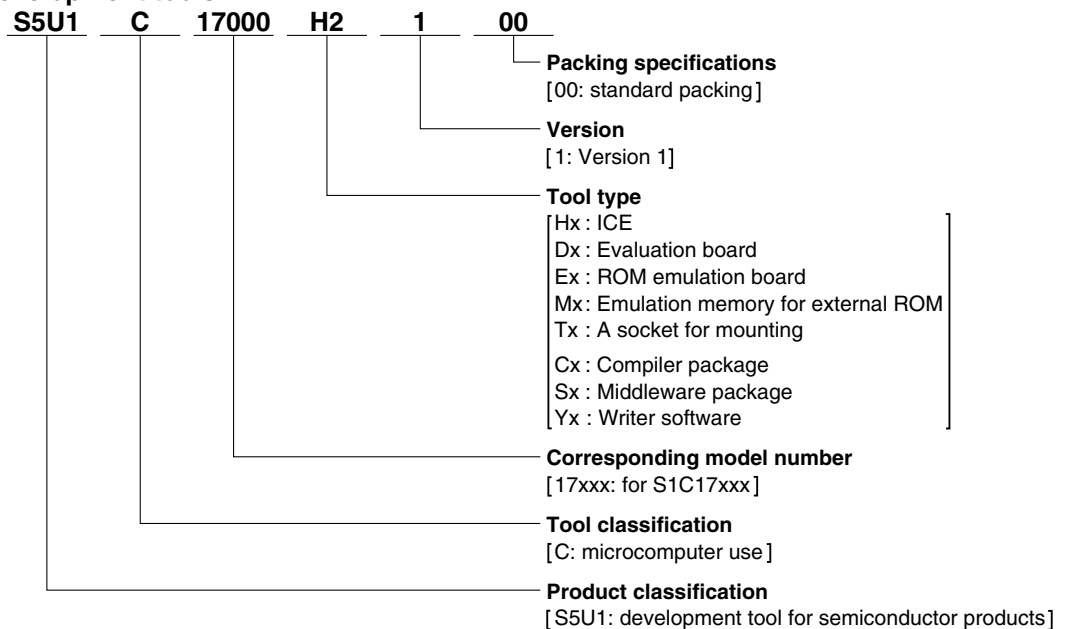 S5U1 C 17000 H2 1 00
Packing specifications
[00: standard packing]
Version
[1: Version 1]
Tool type
Hx : ICE
Dx : Evaluation board
Ex : ROM emulation board
Mx : Emulation memory for external ROM
Tx : A socket for mounting
Cx : Compiler package
Sx : Middleware package
Yx : Writer software
Corresponding model number
[17xxx: for S1C17xxx]
Tool classification
[C: microcomputer use]
Product classification
[S5U1: development tool for semiconductor products]